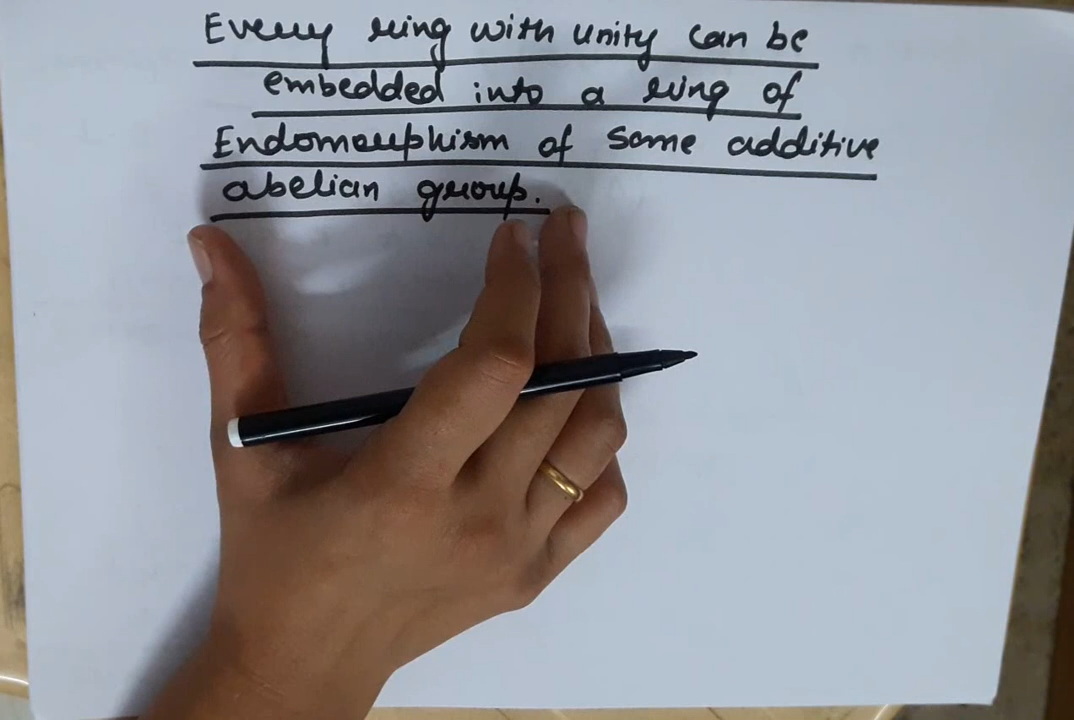 Every ring with unity can be
embedded into a ring of
Endomorphism of some additive
abelian group.